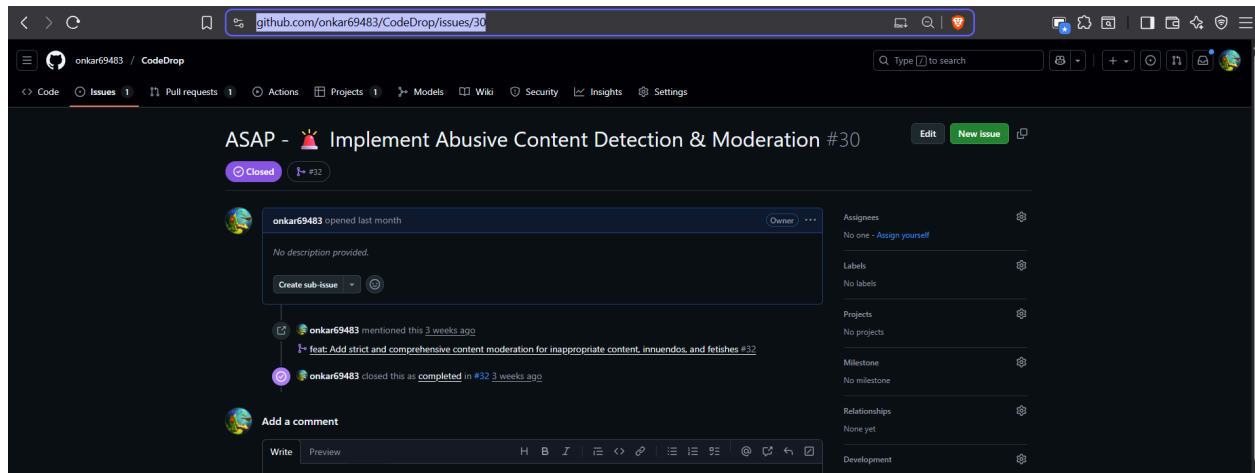 github.com/onkar69483/CodeDrop/issues/30
onkar69483 / CodeDrop
Type / to search
Code Issues 1 Pull requests 1 Actions Projects 1 Models Wiki Security Insights Settings
ASAP - 🚨 Implement Abusive Content Detection & Moderation #30
Edit New issue
Closed #32
onkar69483 opened last month Owner
No description provided.
Create sub-issue
onkar69483 mentioned this 3 weeks ago
feat: Add strict and comprehensive content moderation for inappropriate content, innuendos, and fetishes #32
onkar69483 closed this as completed in #32 3 weeks ago
Add a comment
Write Preview H B I
Assignees
No one - Assign yourself
Labels
No labels
Projects
No projects
Milestone
No milestone
Relationships
None yet
Development